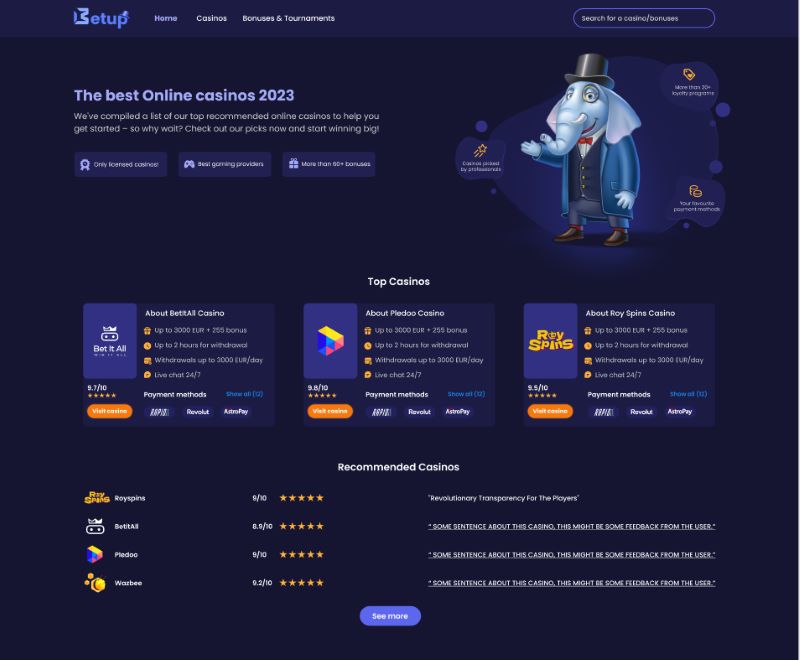 Betup
Home
Casinos
Bonuses & Tournaments
Search for a casino/bonuses
The best Online casinos 2023
We've compiled a list of our top recommended online casinos to help you
get started – so why wait? Check out our picks now and start winning big!
Only licensed casinos!
Best gaming providers
More than 60+ bonuses
More than 20+
loyalty programs
Casinos picked
by professionals
Your favourite
payment methods
Top Casinos
Bet It All
WIN IT ALL
About BetItAll Casino
Up to 3000 EUR + 255 bonus
Up to 2 hours for withdrawal
Withdrawals up to 3000 EUR/day
Live chat 24/7
9.7/10
Payment methods
Show all (12)
Visit casino
RAPID
Revolut
AstroPay
About Pledoo Casino
Up to 3000 EUR + 255 bonus
Up to 2 hours for withdrawal
Withdrawals up to 3000 EUR/day
Live chat 24/7
9.8/10
Payment methods
Show all (12)
Visit casino
RAPID
Revolut
AstroPay
ROY
SPINS
About Roy Spins Casino
Up to 3000 EUR + 255 bonus
Up to 2 hours for withdrawal
Withdrawals up to 3000 EUR/day
Live chat 24/7
9.5/10
Payment methods
Show all (12)
Visit casino
RAPID
Revolut
AstroPay
Recommended Casinos
ROY
SPINS
Royspins
9/10
"Revolutionary Transparency For The Players"
BetitAll
8.9/10
" SOME SENTENCE ABOUT THIS CASINO, THIS MIGHT BE SOME FEEDBACK FROM THE USER."
Pledoo
9/10
" SOME SENTENCE ABOUT THIS CASINO, THIS MIGHT BE SOME FEEDBACK FROM THE USER."
Wazbee
9.2/10
" SOME SENTENCE ABOUT THIS CASINO, THIS MIGHT BE SOME FEEDBACK FROM THE USER."
See more